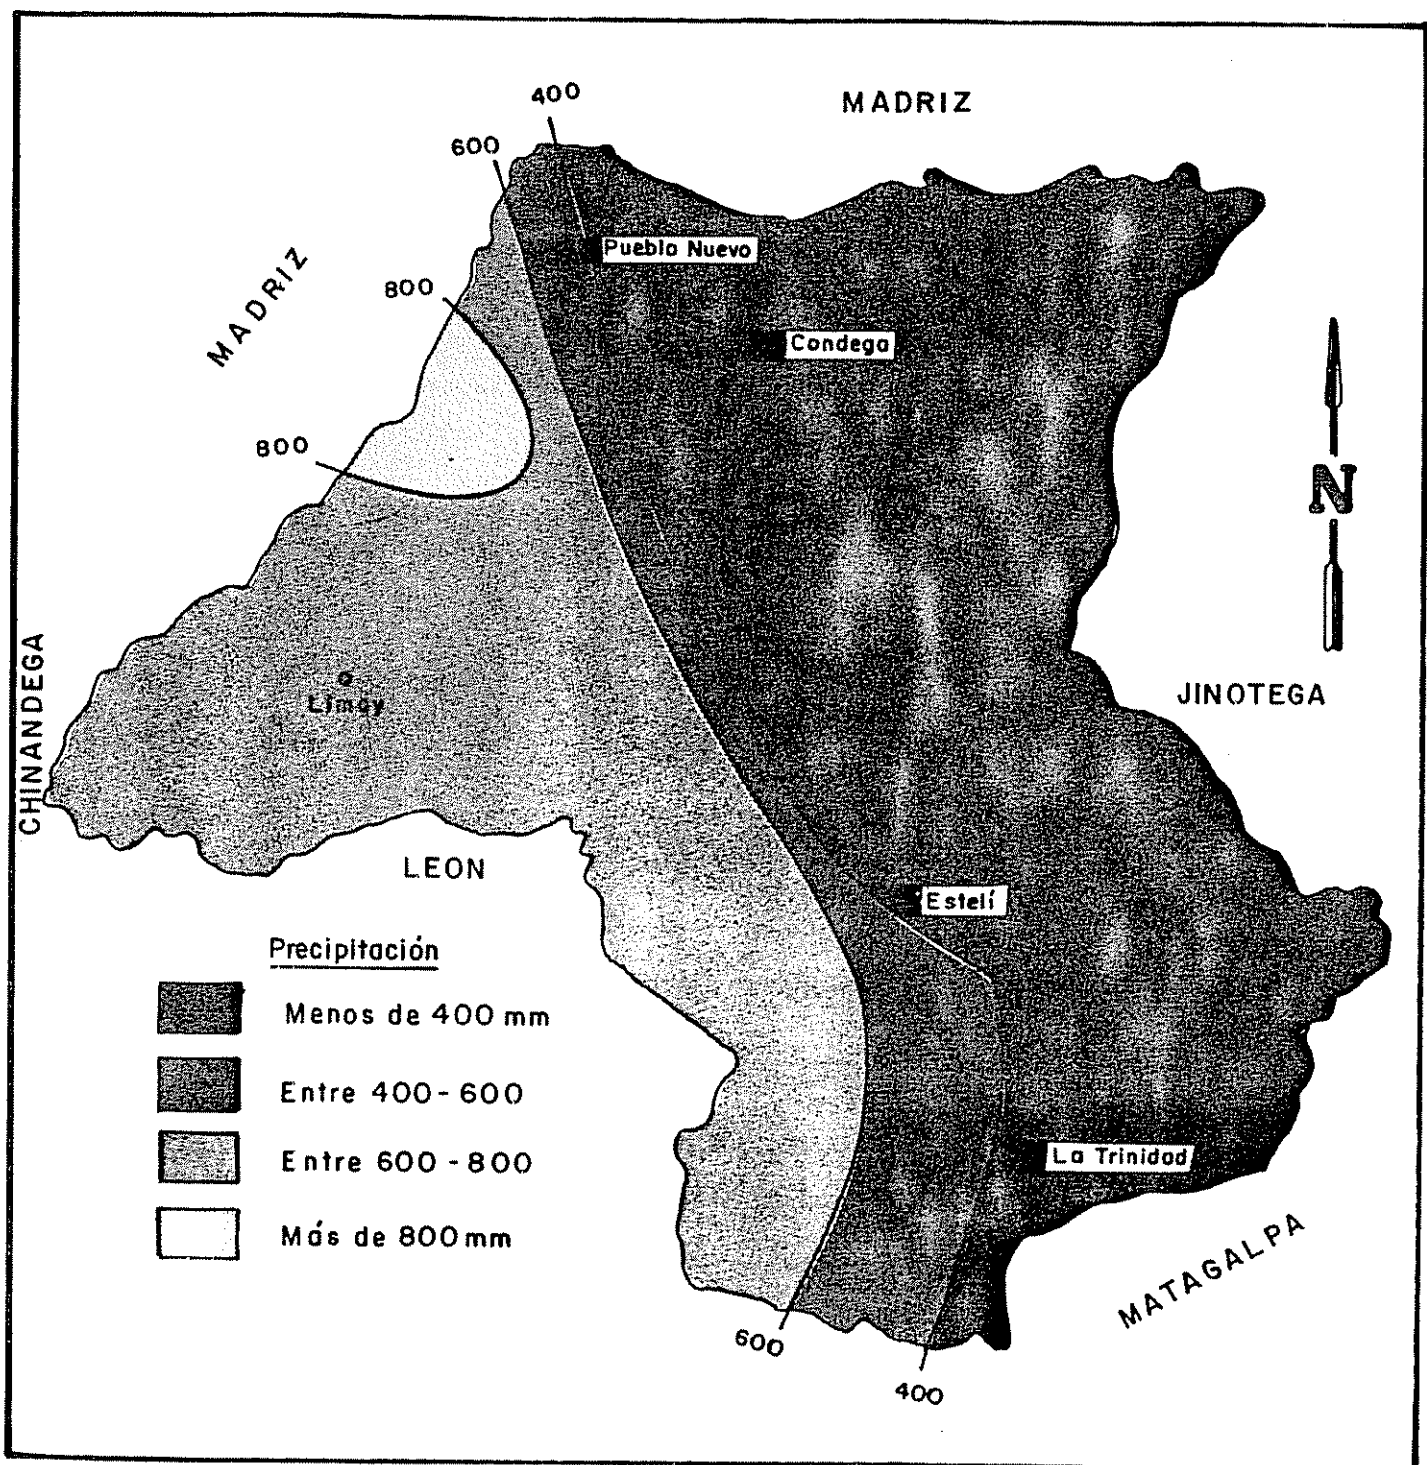 400
MADRIZ
600
Pueblo Nuevo
MADRIZ
800
Condega
800
N
CHINANDEGA
Limay
JINOTEGA
LEON
Estelí
Precipitación
Menos de 400 mm
Entre 400-600
La Trinidad
Entre 600-800
Más de 800 mm
MATAGALPA
600
400